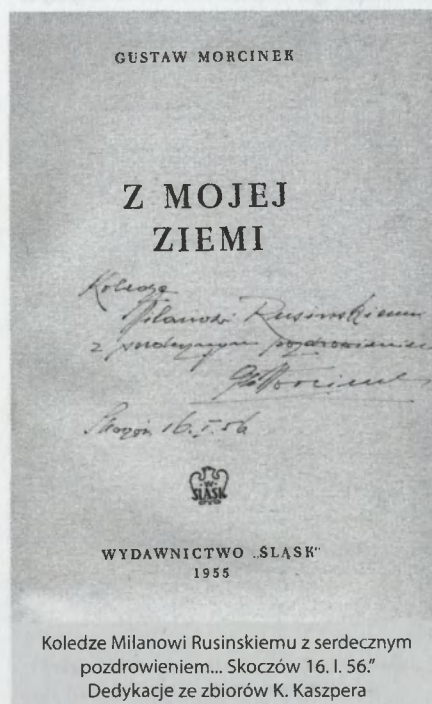 GUSTAW MORCINEK
Z MOJEJ
ZIEMI
Koledze
Milanowi Rusinskiemu
z serdecznym pozdrowieniem
GMorcinek
Skoczów 16. I. 56
W
ŚLĄSK
WYDAWNICTWO „ŚLĄSK"
1955
Koledze Milanowi Rusinskiemu z serdecznym
pozdrowieniem... Skoczów 16. I. 56."
Dedykacje ze zbiorów K. Kaszpera